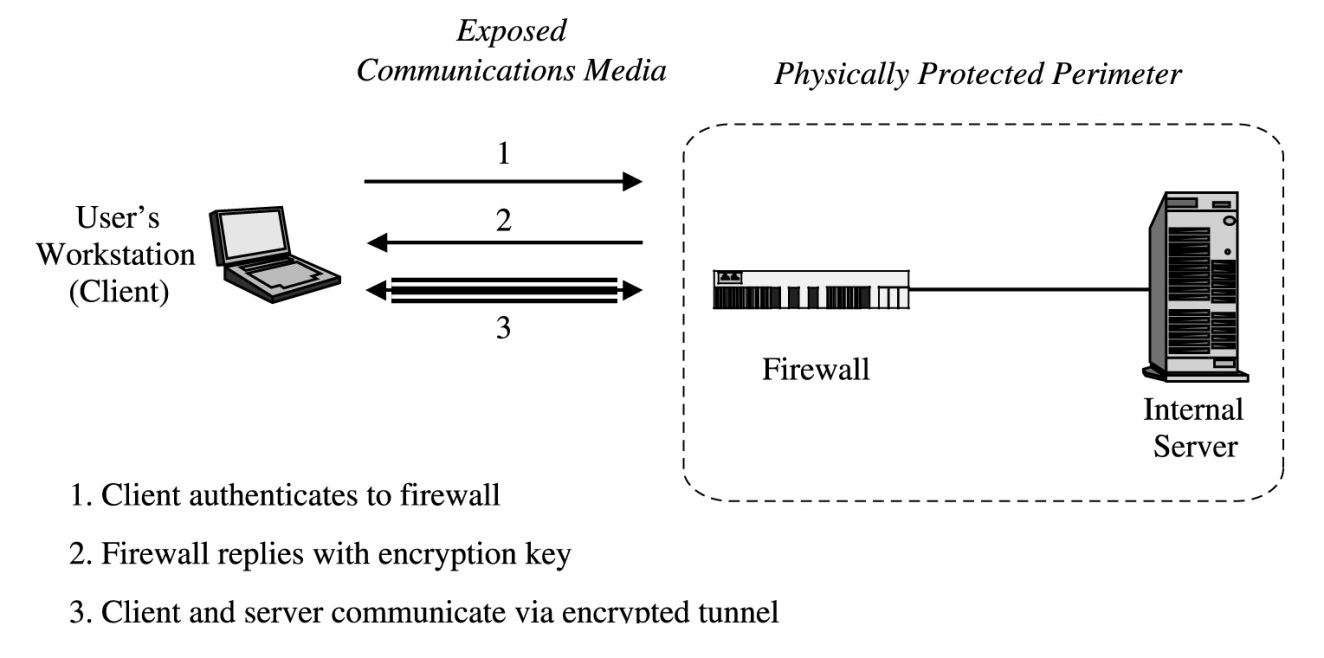 Exposed
Communications Media
Physically Protected Perimeter
1
2
3
User's
Workstation
(Client)
Firewall
Internal
Server
1. Client authenticates to firewall
2. Firewall replies with encryption key
3. Client and server communicate via encrypted tunnel